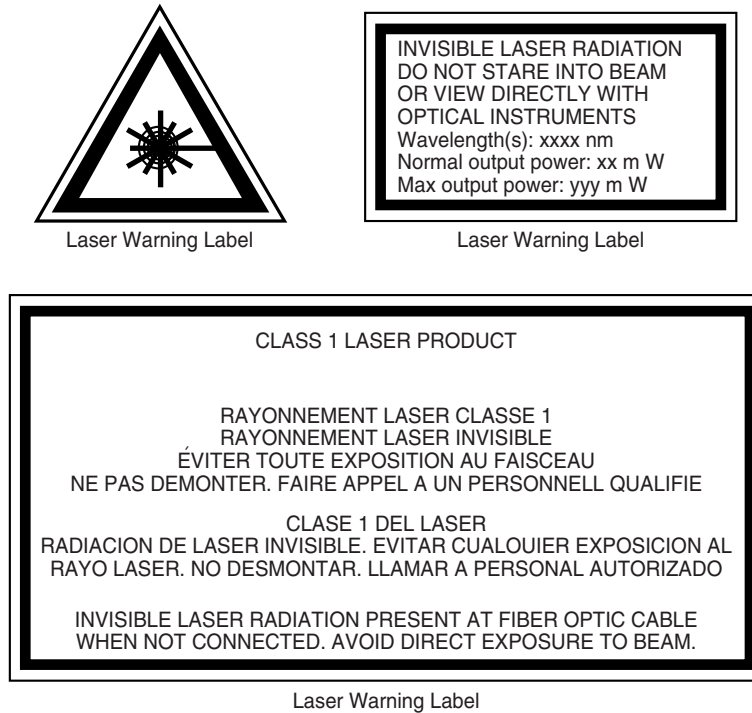 INVISIBLE LASER RADIATION
DO NOT STARE INTO BEAM
OR VIEW DIRECTLY WITH
OPTICAL INSTRUMENTS
Wavelength(s): xxxx nm
Normal output power: xx m W
Max output power: yyy m W
Laser Warning Label
Laser Warning Label
CLASS 1 LASER PRODUCT
RAYONNEMENT LASER CLASSE 1
RAYONNEMENT LASER INVISIBLE
ÉVITER TOUTE EXPOSITION AU FAISCEAU
NE PAS DEMONTER. FAIRE APPEL A UN PERSONNELL QUALIFIE
CLASE 1 DEL LASER
RADIACION DE LASER INVISIBLE. EVITAR CUALOUIER EXPOSICION AL
RAYO LASER. NO DESMONTAR. LLAMAR A PERSONAL AUTORIZADO
INVISIBLE LASER RADIATION PRESENT AT FIBER OPTIC CABLE
WHEN NOT CONNECTED. AVOID DIRECT EXPOSURE TO BEAM.
Laser Warning Label